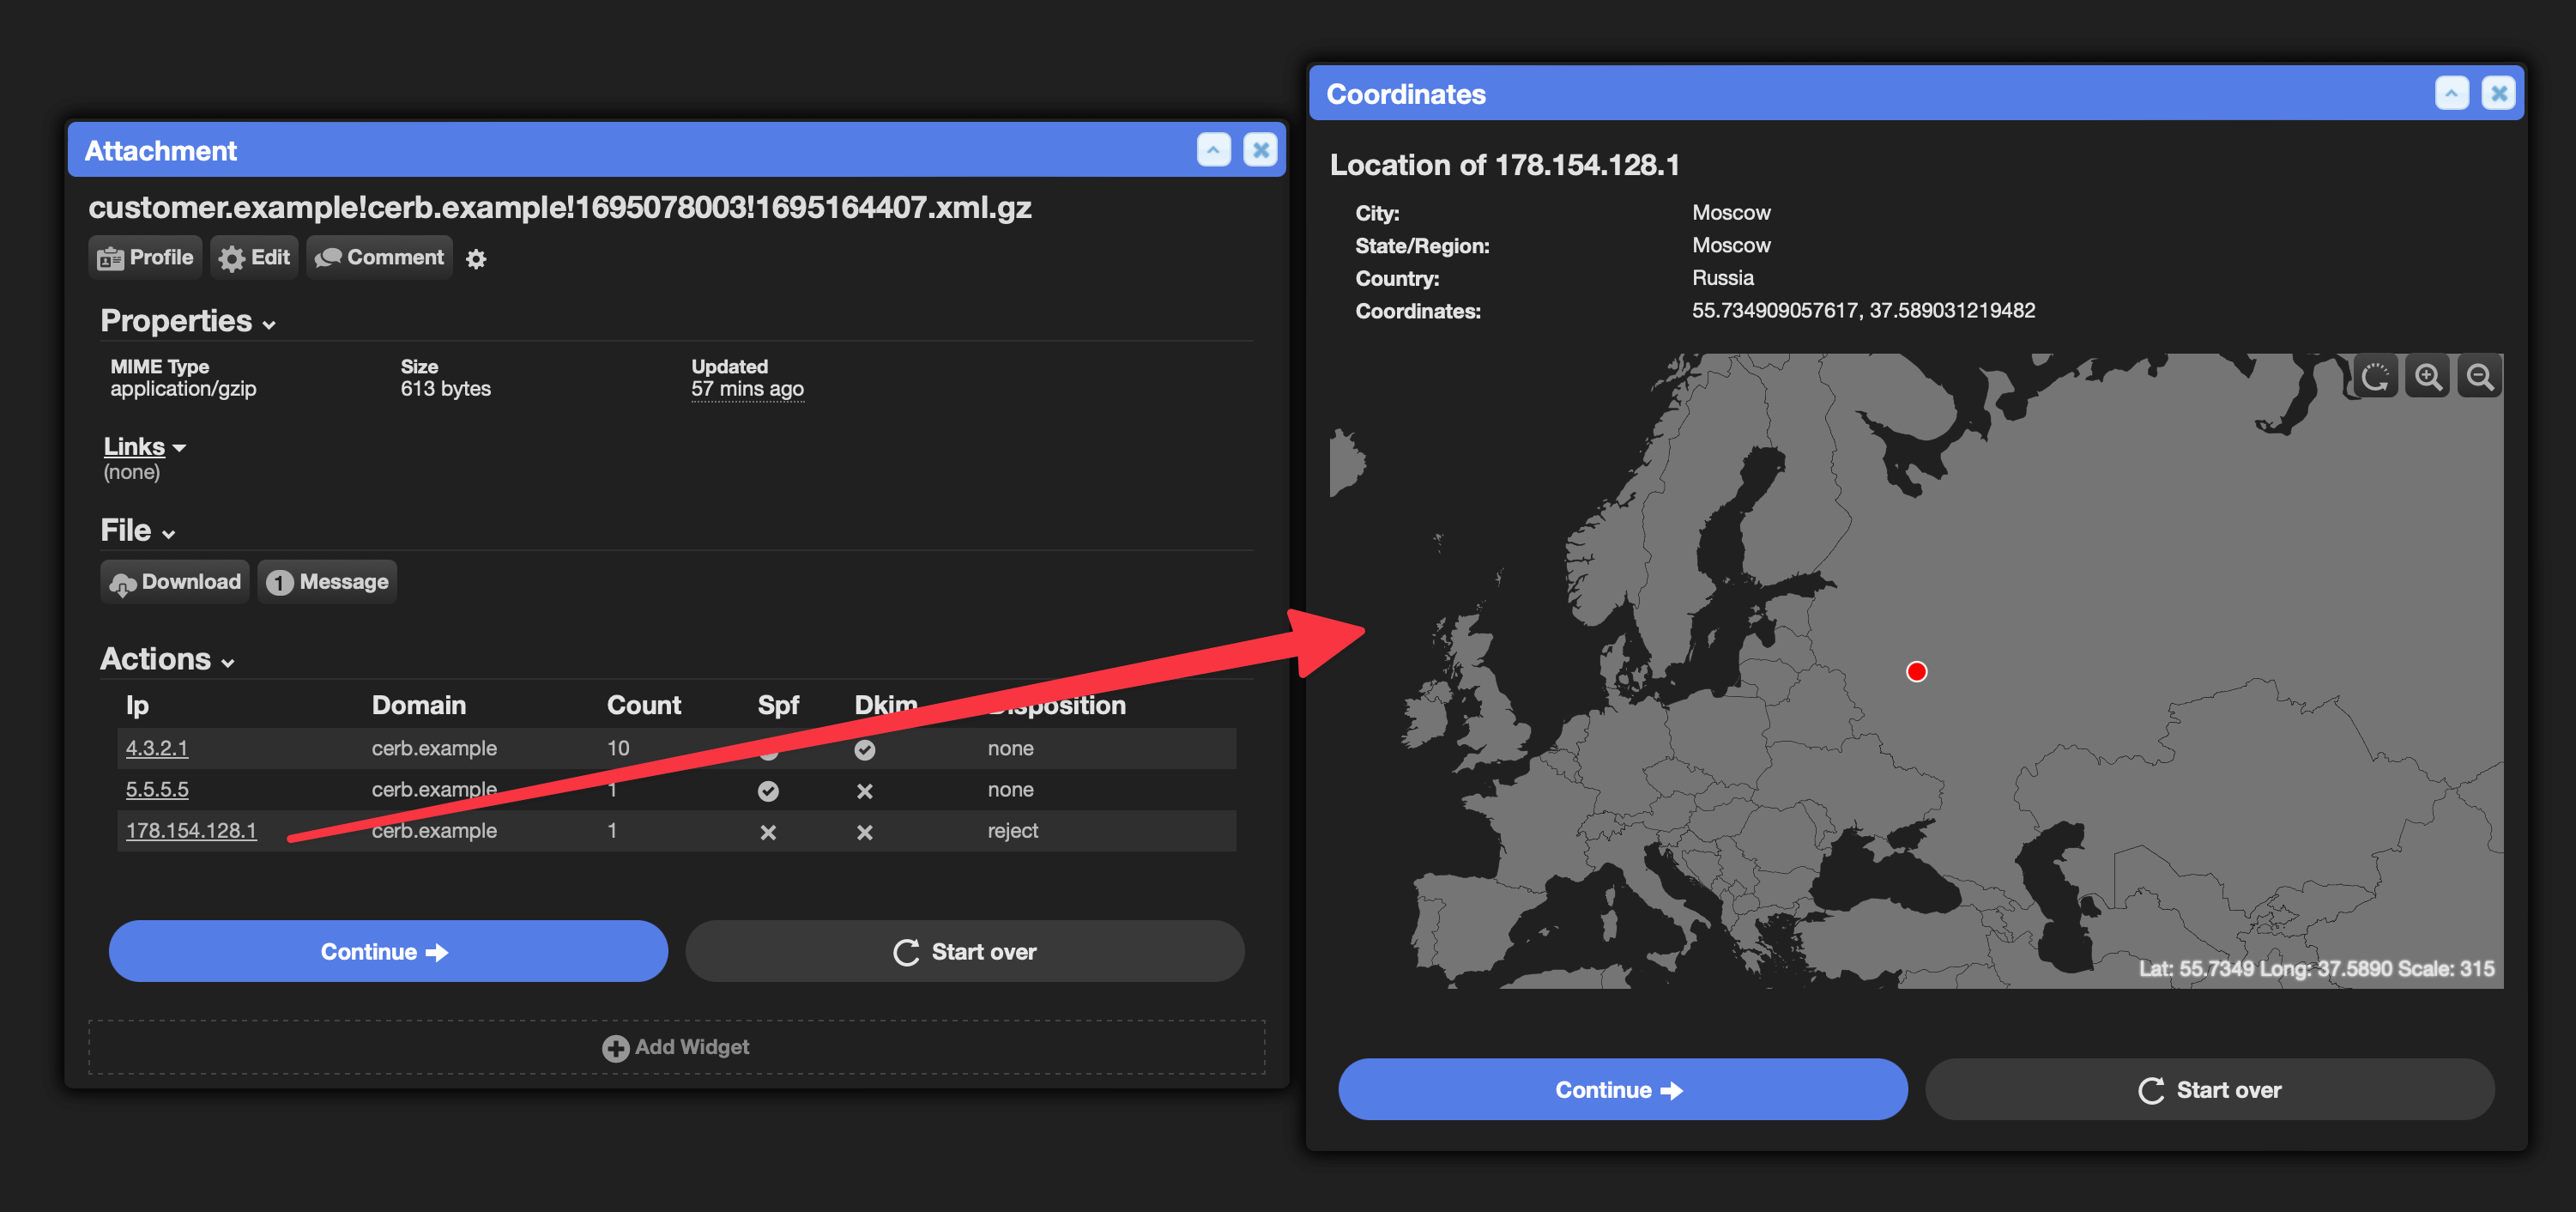 Attachment
customer.example!cerb.example!1695078003!1695164407.xml.gz
Profile Edit Comment
Properties
MIME Type Size Updated
application/gzip 613 bytes 57 mins ago
Links
(none)
File
Download 1 Message
Actions
Ip Domain Count Spf Dkim Disposition
4.3.2.1 cerb.example 10 none
5.5.5.5 cerb.example 1 none
178.154.128.1 cerb.example 1 reject
Continue Start over
Add Widget
Coordinates
Location of 178.154.128.1
City: Moscow
State/Region: Moscow
Country: Russia
Coordinates: 55.734909057617, 37.589031219482
Lat: 55.7349 Long: 37.5890 Scale: 315
Continue Start over